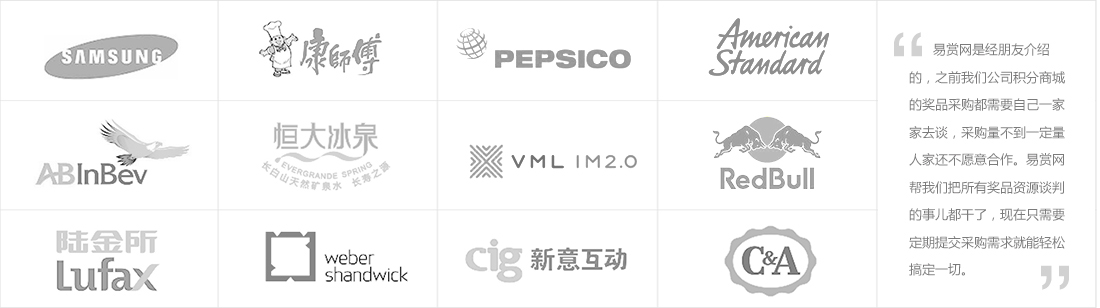 SAMSUNG
康師傅
PEPSICO
American
Standard
ABInBev
恒大冰泉
EVERGRANDE SPRING
长白山天然矿泉水 长寿之源
VML IM2.0
RedBull
陆金所
Lufax
weber
shandwick
cig 新意互动
C&A
“ 易赏网是经朋友介绍
的，之前我们公司积分商城
的奖品采购都需要自己一家
家去谈，采购量不到一定量
人家还不愿意合作。易赏网
帮我们把所有奖品资源谈判
的事儿都干了，现在只需要
定期提交采购需求就能轻松
搞定一切。 ”